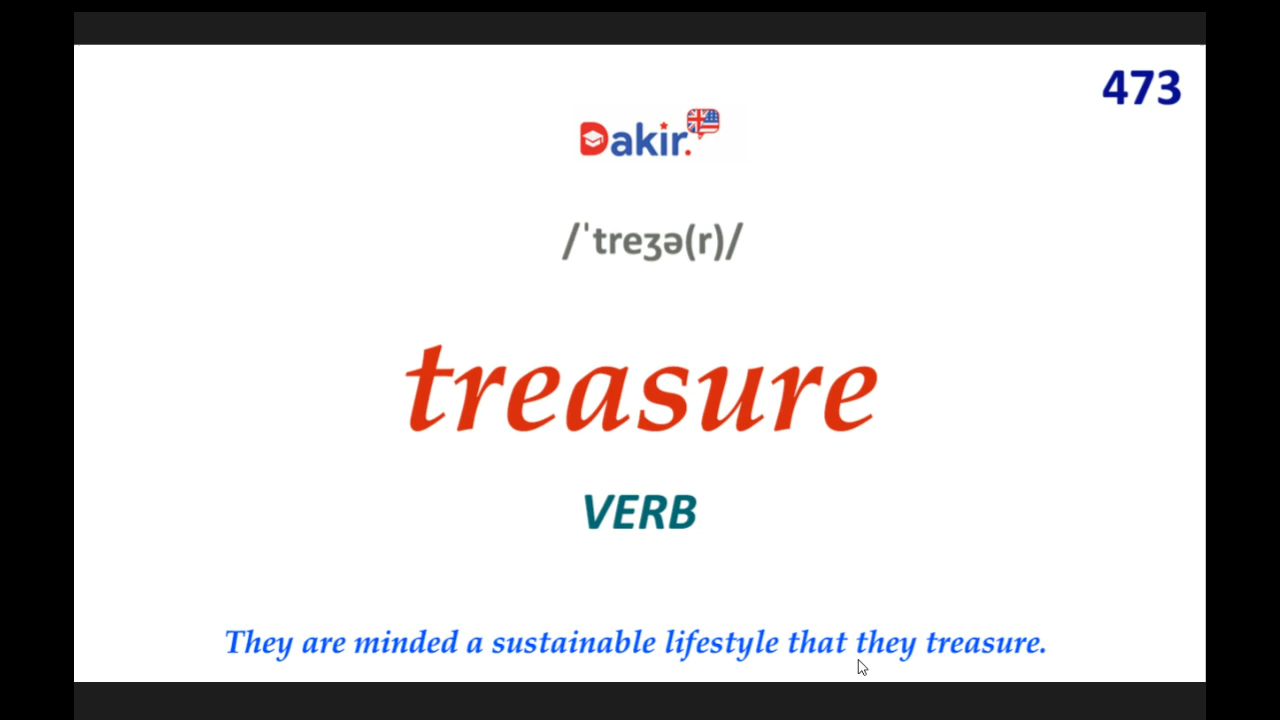 473
Dakir.
/ˈtreʒə(r)/
treasure
VERB
They are minded a sustainable lifestyle that they treasure.